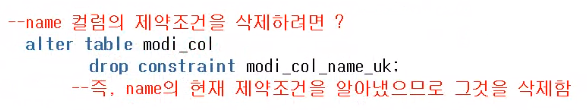 --name 컬럼의 제약조건을 삭제하려면 ?
alter table modi_col
drop constraint modi_col_name_uk;
--즉, name의 현재 제약조건을 알아냈으므로 그것을 삭제함